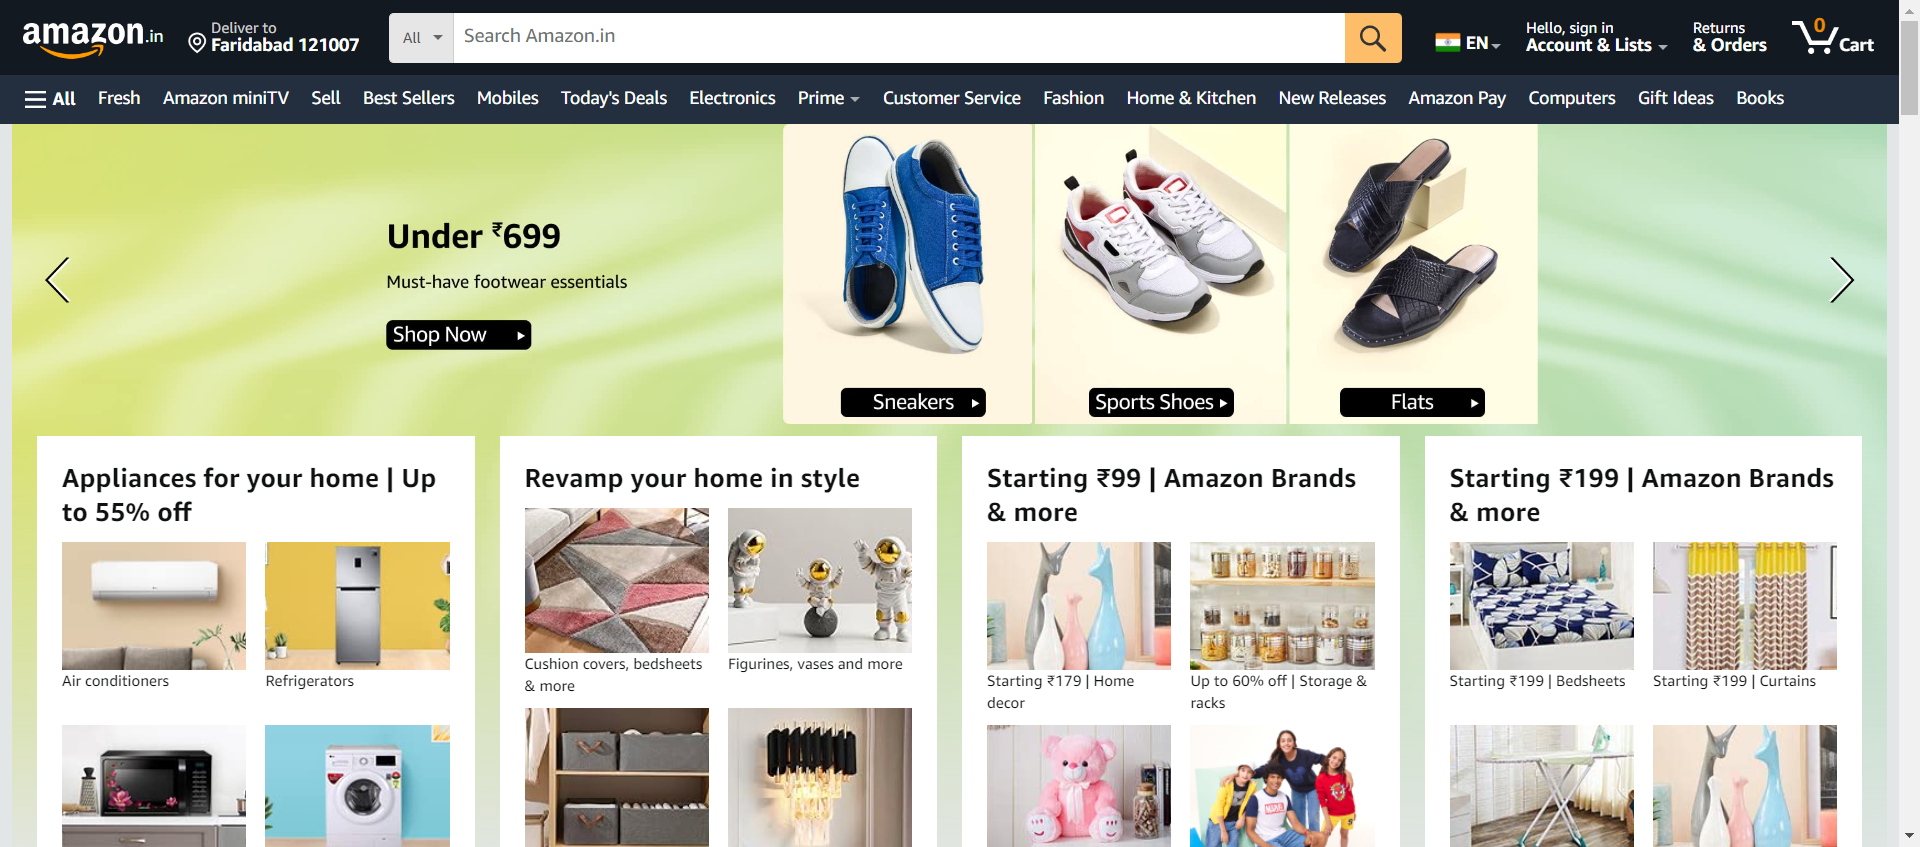 amazon.in
Deliver to
Faridabad 121007
All
Search Amazon.in
EN
Hello, sign in
Account & Lists
Returns
& Orders
0
Cart
All Fresh Amazon miniTV Sell Best Sellers Mobiles Today's Deals Electronics Prime Customer Service Fashion Home & Kitchen New Releases Amazon Pay Computers Gift Ideas Books
Under ₹699
Must-have footwear essentials
Shop Now
Sneakers
Sports Shoes
Flats
Appliances for your home | Up
to 55% off
Air conditioners
Refrigerators
Revamp your home in style
Cushion covers, bedsheets
& more
Figurines, vases and more
Starting ₹99 | Amazon Brands
& more
Starting ₹179 | Home
decor
Up to 60% off | Storage &
racks
MARVEL
Starting ₹199 | Amazon Brands
& more
Starting ₹199 | Bedsheets
Starting ₹199 | Curtains